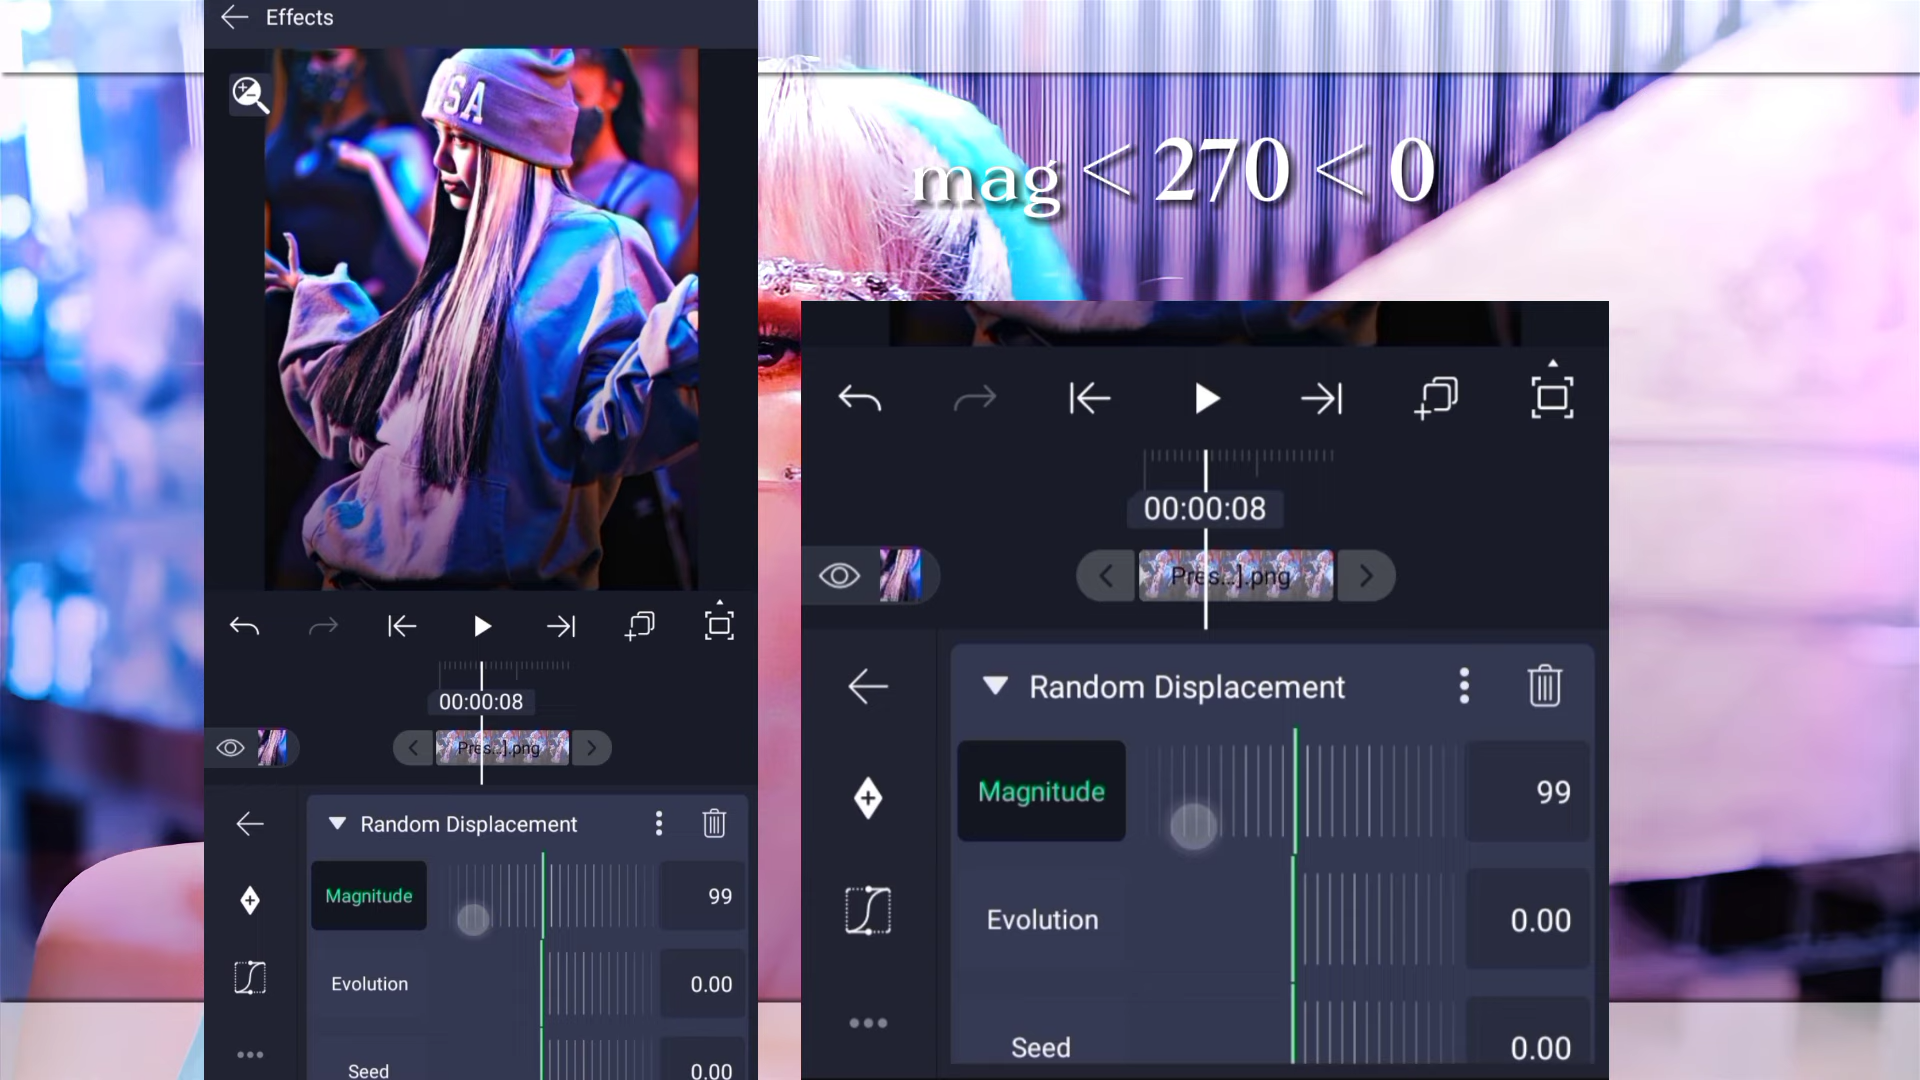 Effects
SA
mag < 270 < 0
00:00:08
Pres...].png
Random Displacement
Magnitude
99
Evolution
0.00
Seed
0.00
00:00:08
Pres...].png
Random Displacement
Magnitude
99
Evolution
0.00
Seed
0.00